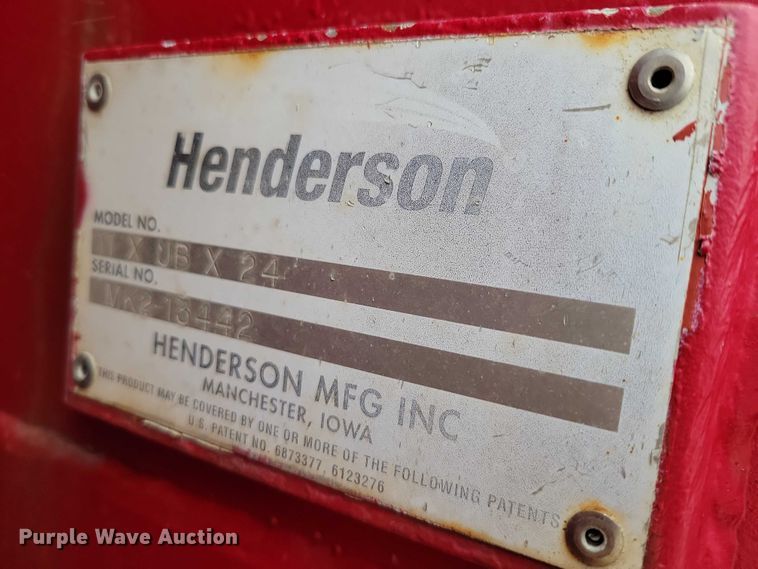 Henderson
MODEL NO.
X UB X 24
SERIAL NO.
HENDERSON MFG INC
MANCHESTER, IOWA
THIS PRODUCT MAY BE COVERED BY ONE OR MORE OF THE FOLLOWING PATENTS
U.S. PATENT NO. 6873377, 6123276
Purple Wave Auction